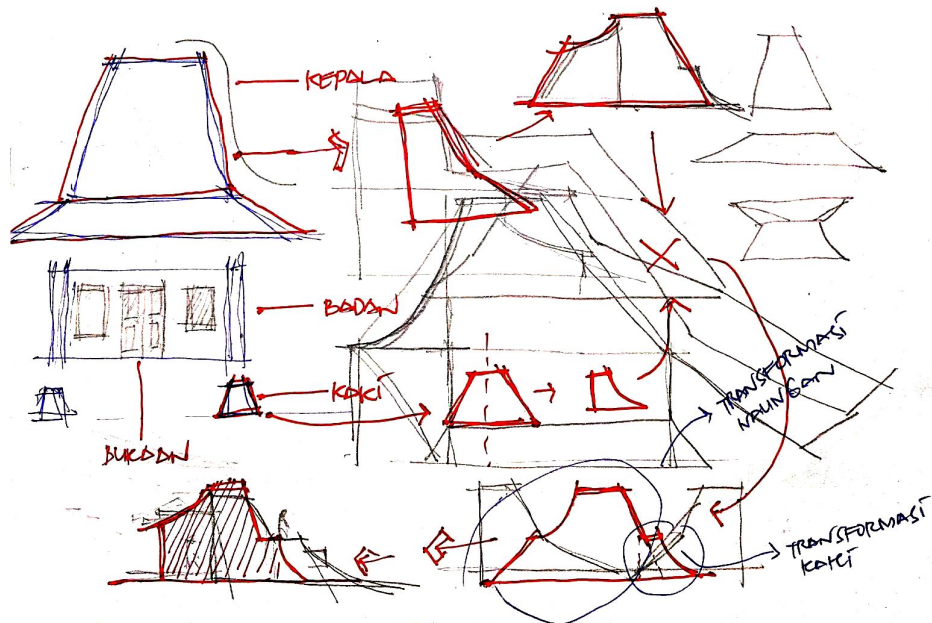 KEPALA
BADAN
KAKI
BUKAAN
TRANSFORMASI
NAUNGAN
TRANSFORMASI
KAKI